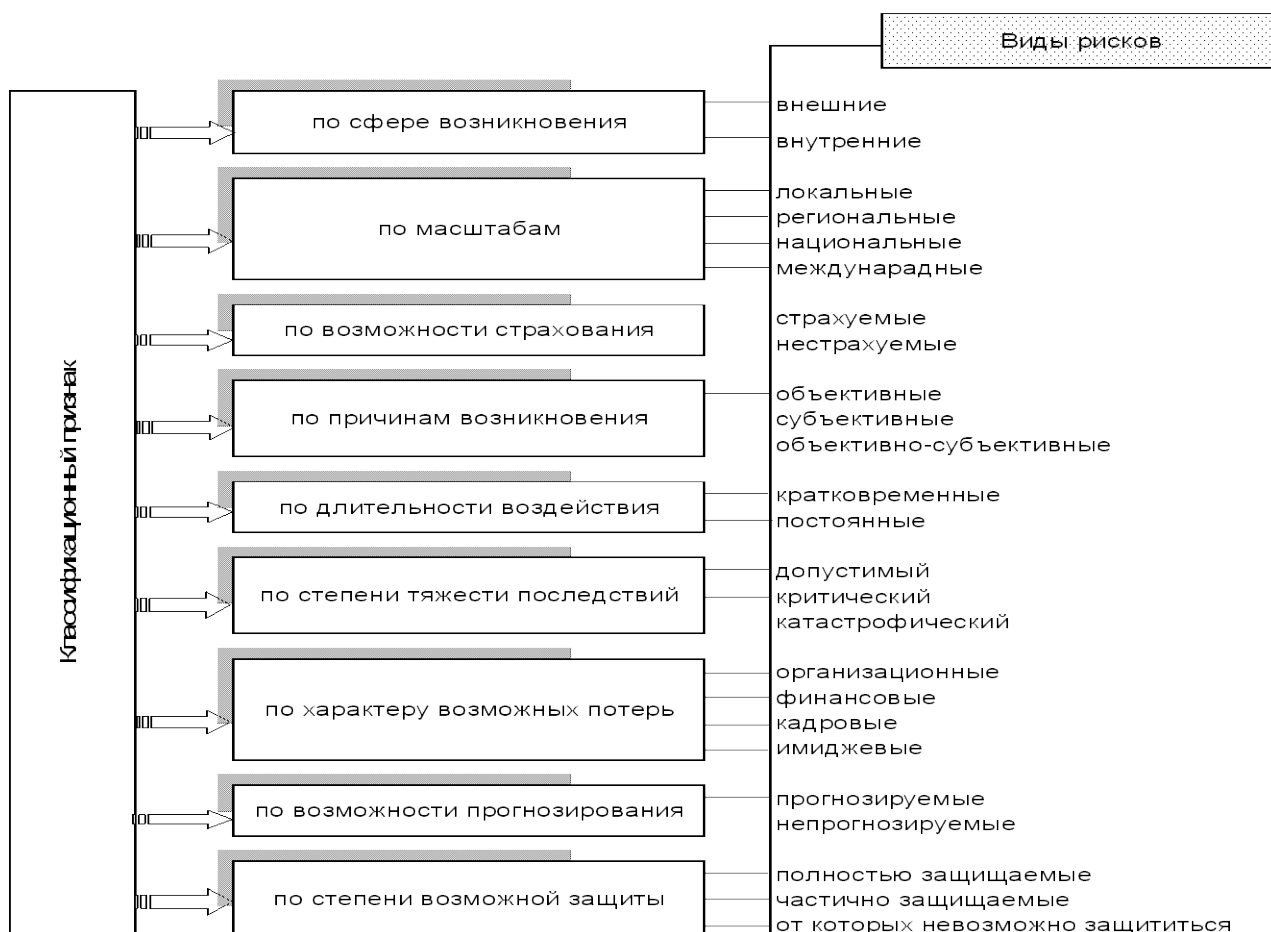 Виды рисков
Классификационный признак
по сфере возникновения
внешние
внутренние
по масштабам
локальные
региональные
национальные
междунарадные
по возможности страхования
страхуемые
нестрахуемые
по причинам возникновения
объективные
субъективные
объективно-субъективные
по длительности воздействия
кратковременные
постоянные
по степени тяжести последствий
допустимый
критический
катастрофический
по характеру возможных потерь
организационные
финансовые
кадровые
имиджевые
по возможности прогнозирования
прогнозируемые
непрогнозируемые
по степени возможной защиты
полностью защищаемые
частично защищаемые
от которых невозможно защититься